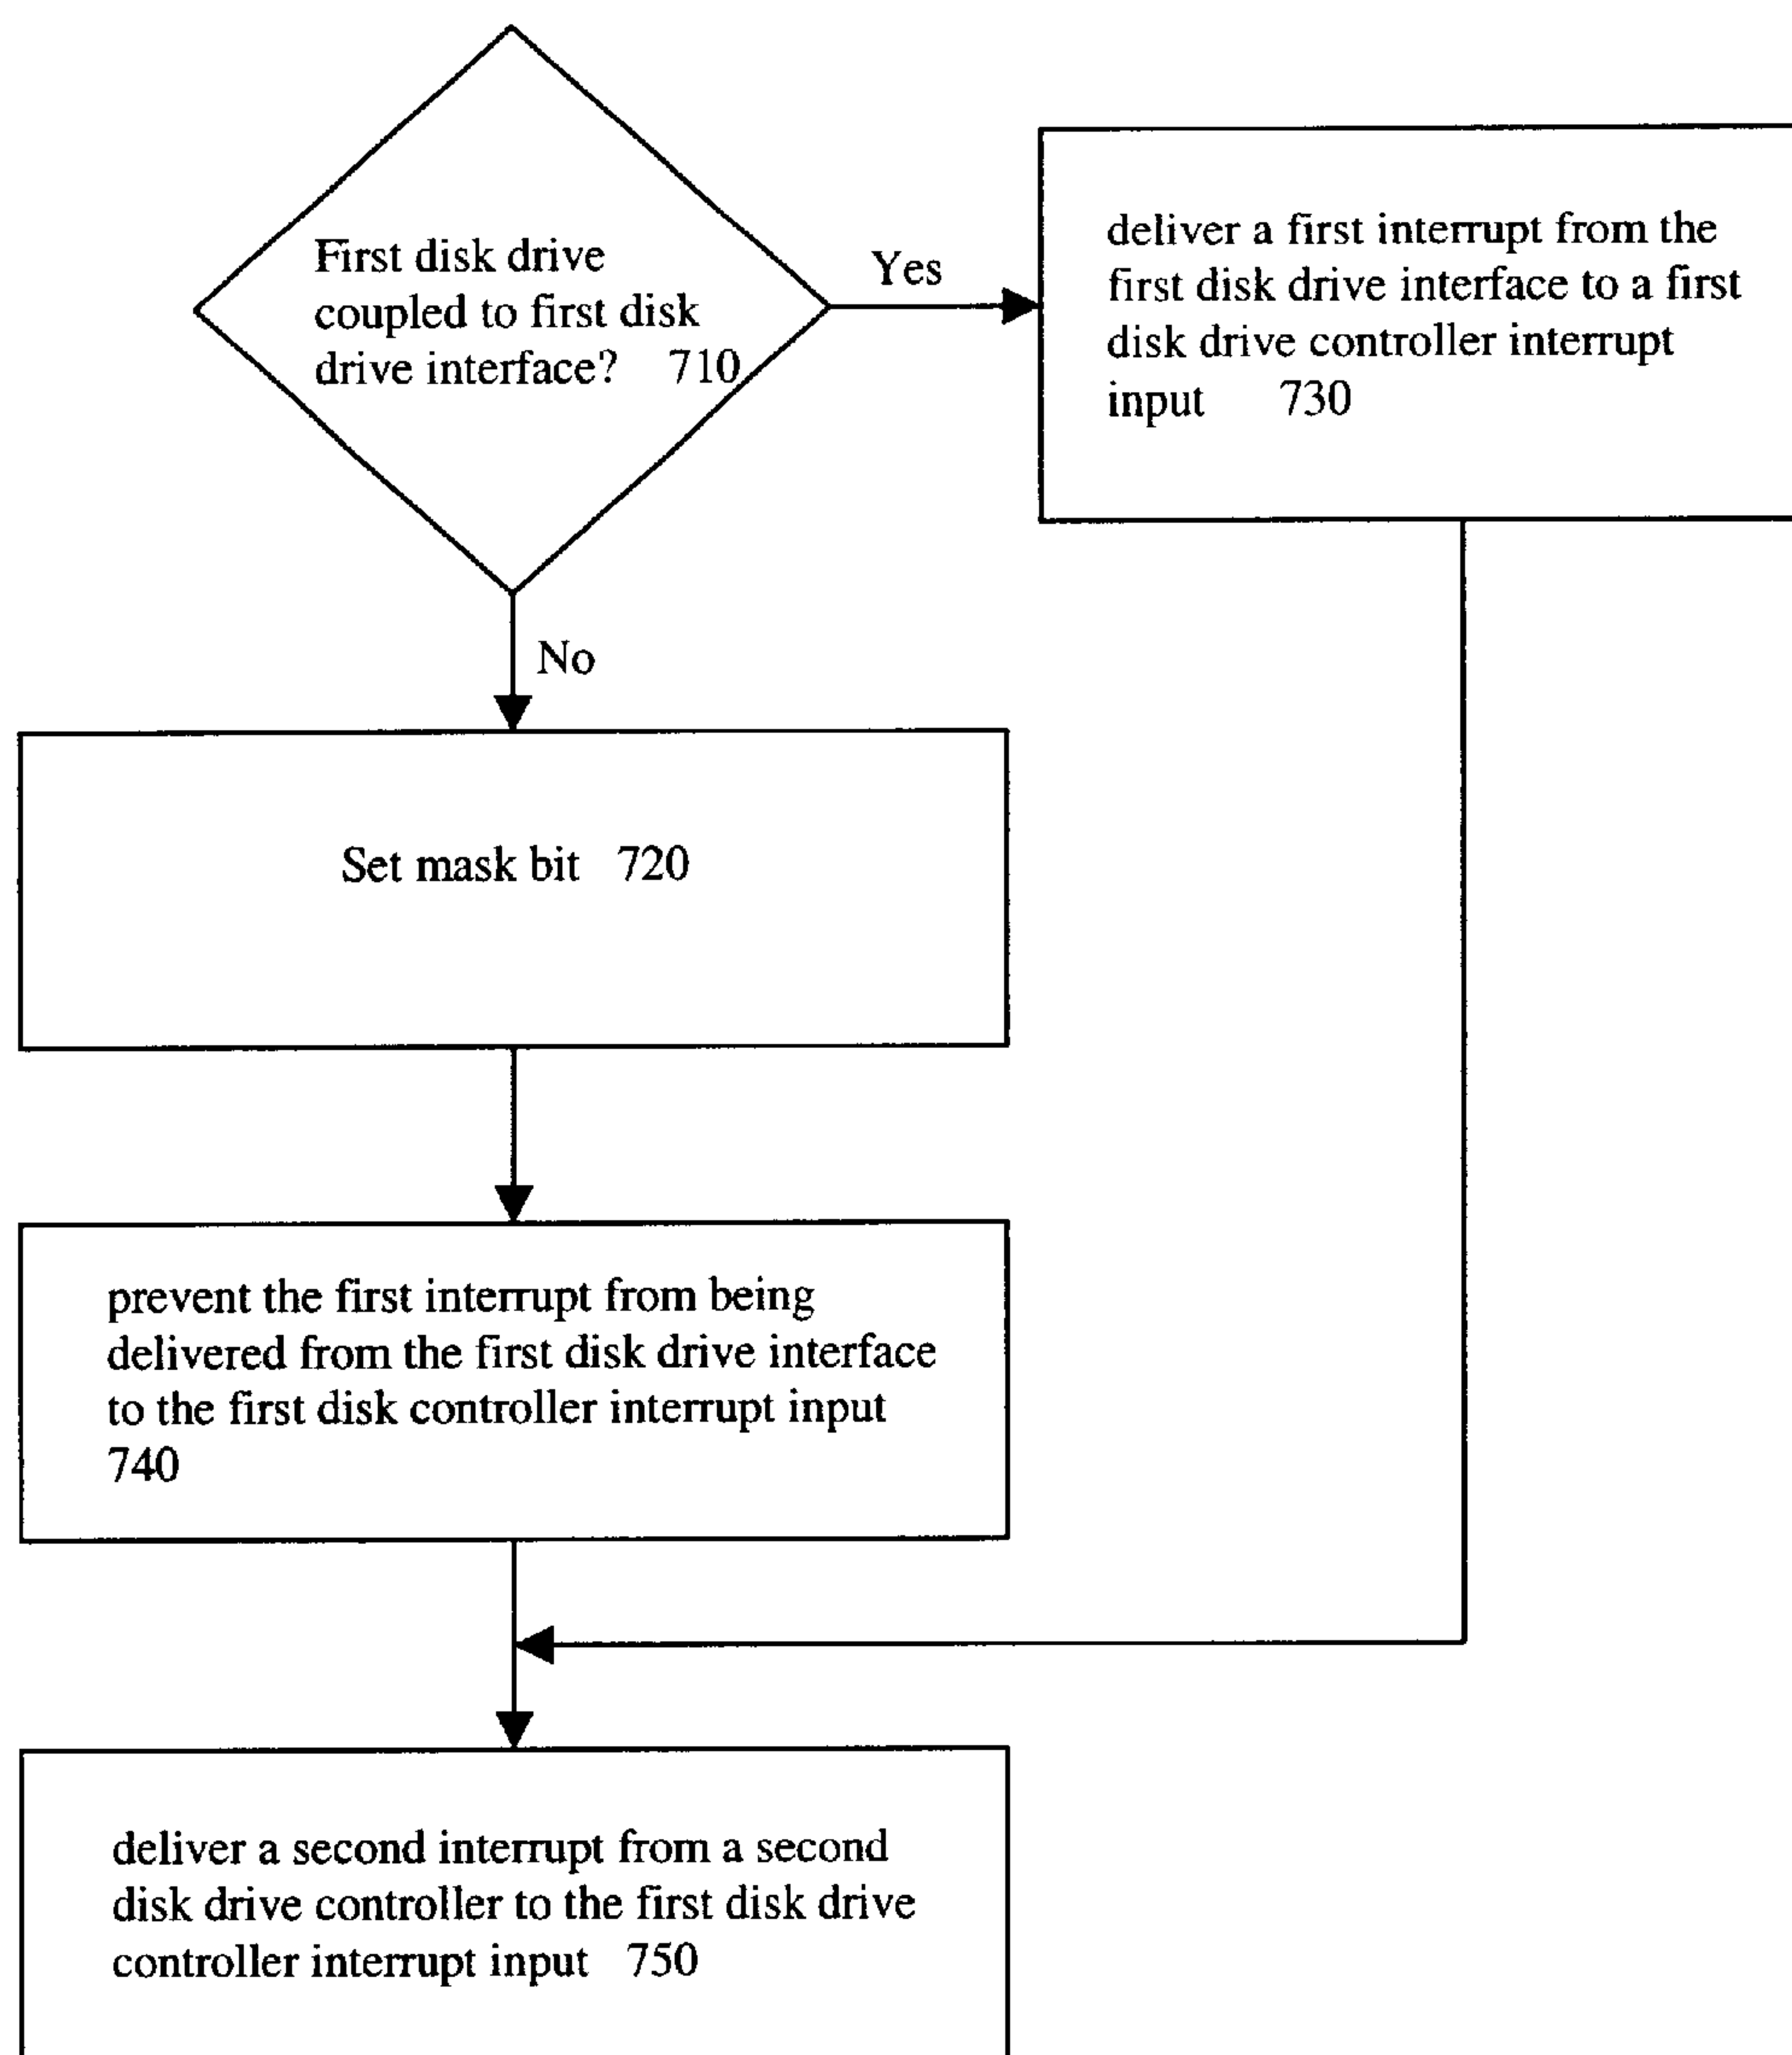 First disk drive
coupled to first disk
drive interface? 710
Yes
deliver a first interrupt from the
first disk drive interface to a first
disk drive controller interrupt
input 730
No
Set mask bit 720
prevent the first interrupt from being
delivered from the first disk drive interface
to the first disk controller interrupt input
740
deliver a second interrupt from a second
disk drive controller to the first disk drive
controller interrupt input 750